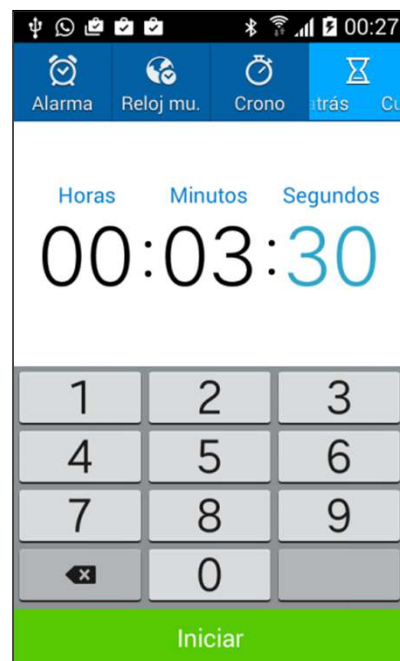 00:27
Alarma Reloj mu. Crono atrás Cu
Horas Minutos Segundos
00:03:30
1 2 3
4 5 6
7 8 9
0
Iniciar